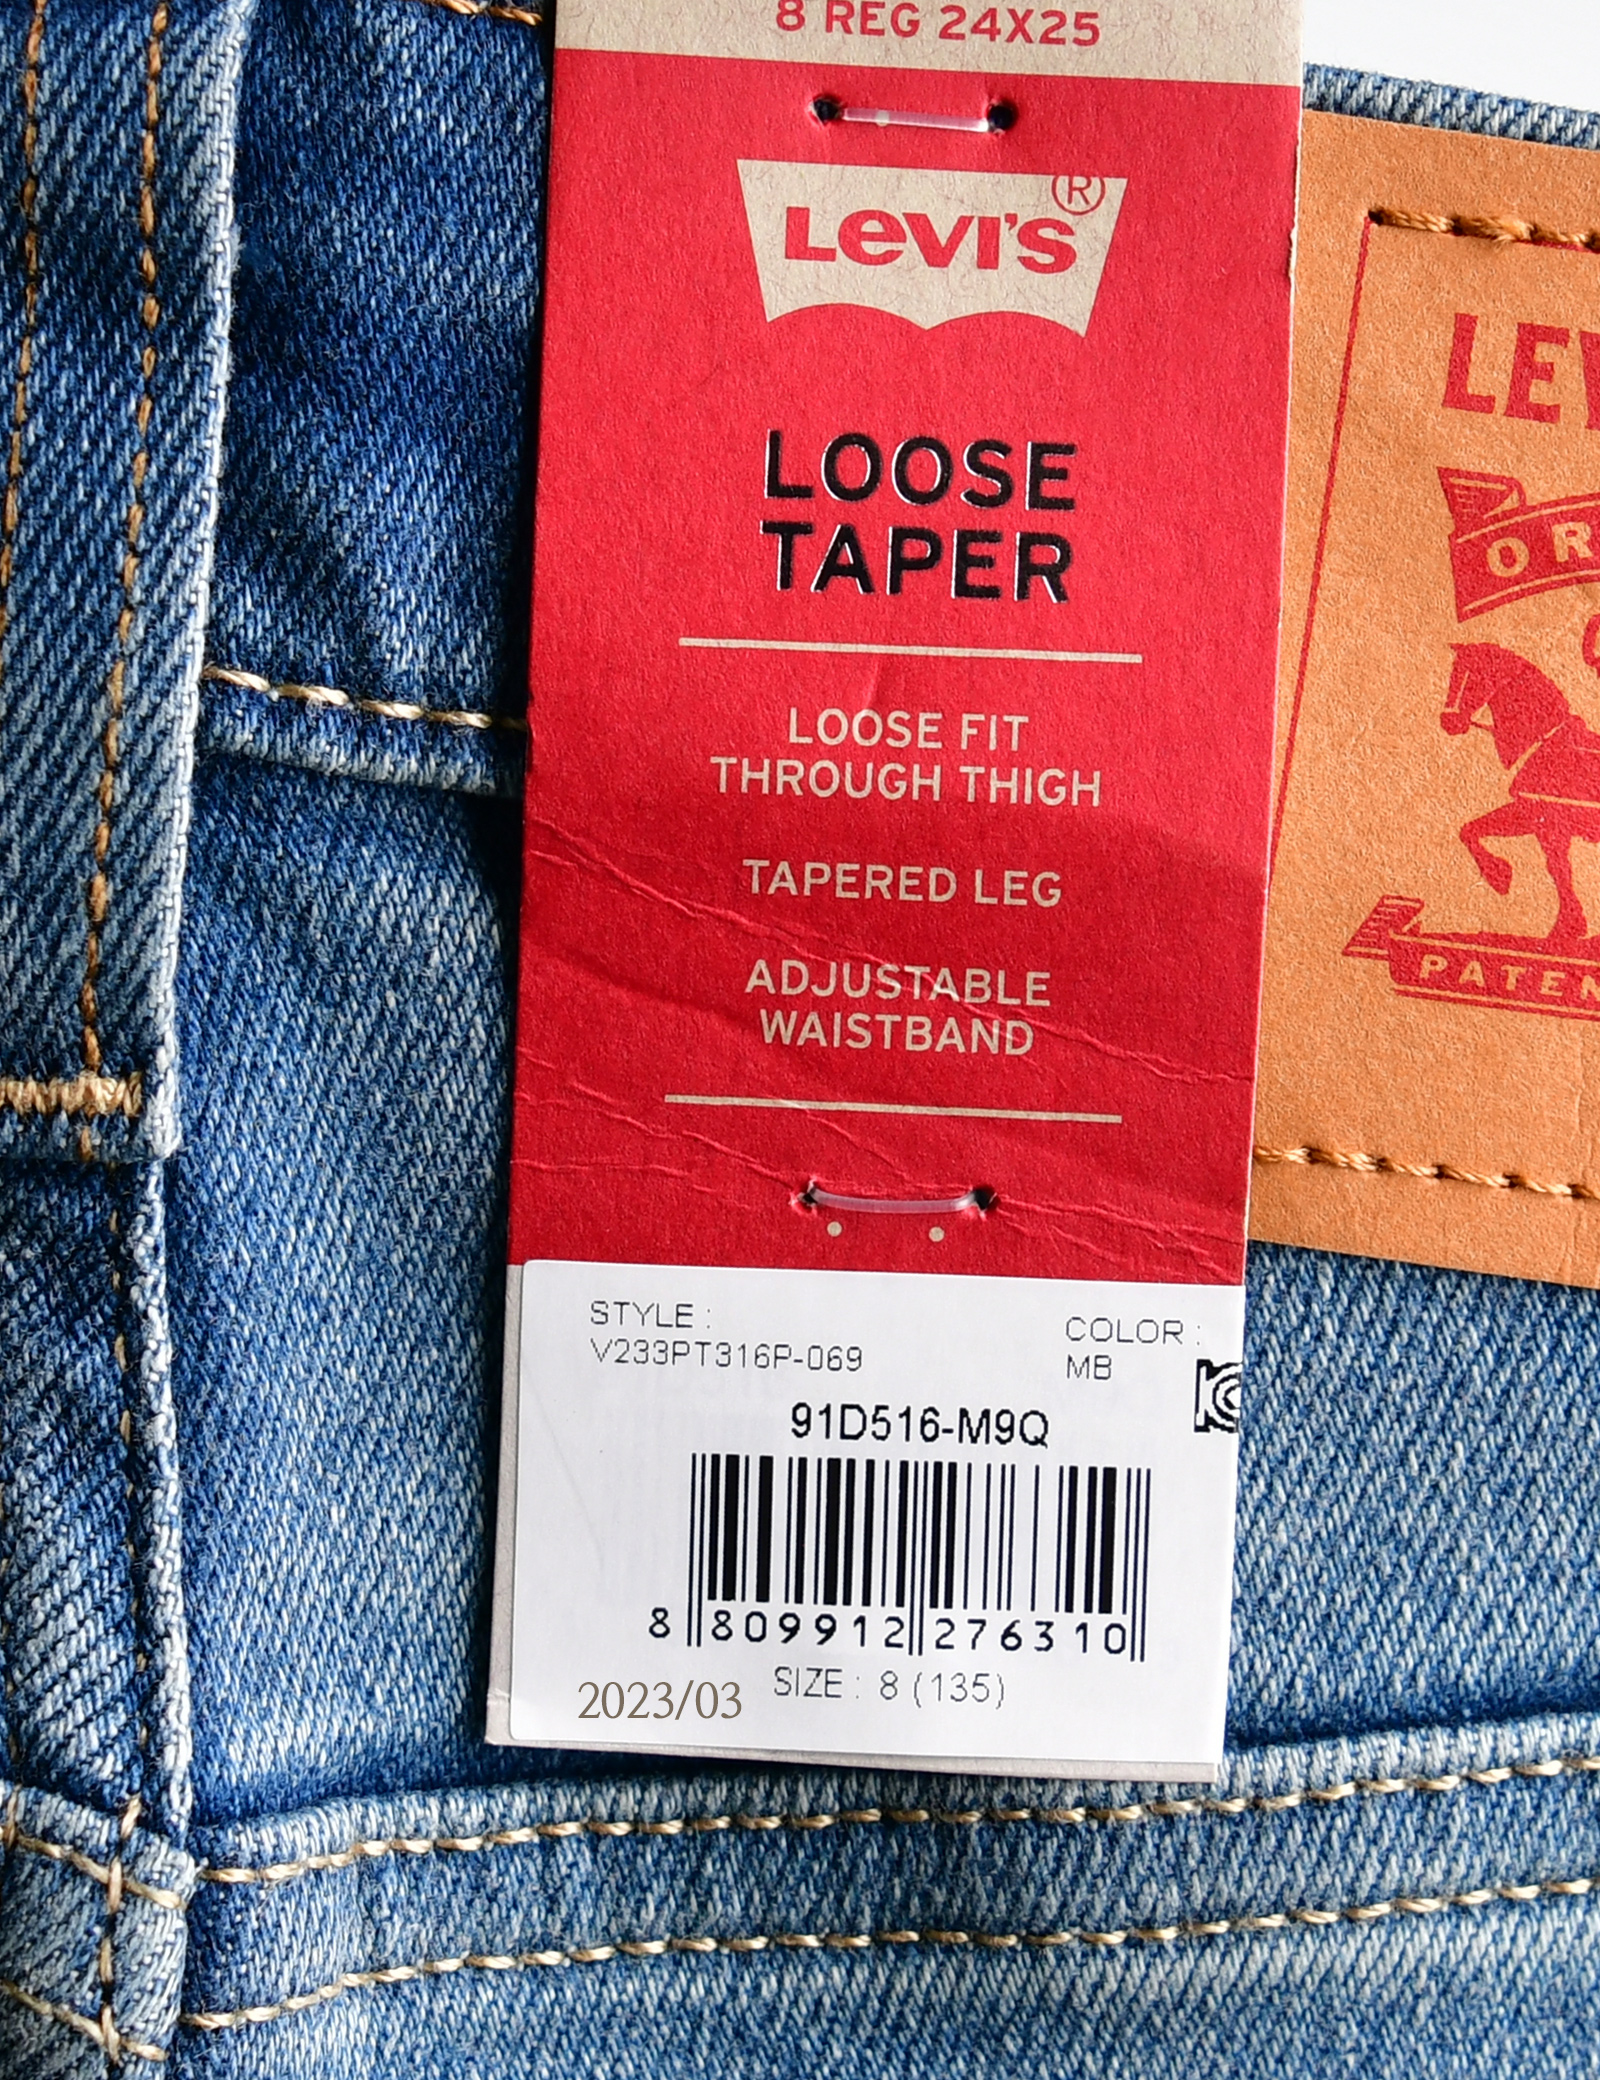 8 REG 24X25
LEVI'S®
LOOSE
TAPER
LOOSE FIT
THROUGH THIGH
TAPERED LEG
ADJUSTABLE
WAISTBAND
STYLE :
V233PT316P-069
COLOR :
MB
91D516-M9Q
8 809912 276310
2023/03 SIZE : 8 (135)
LEV
OR
PATEN